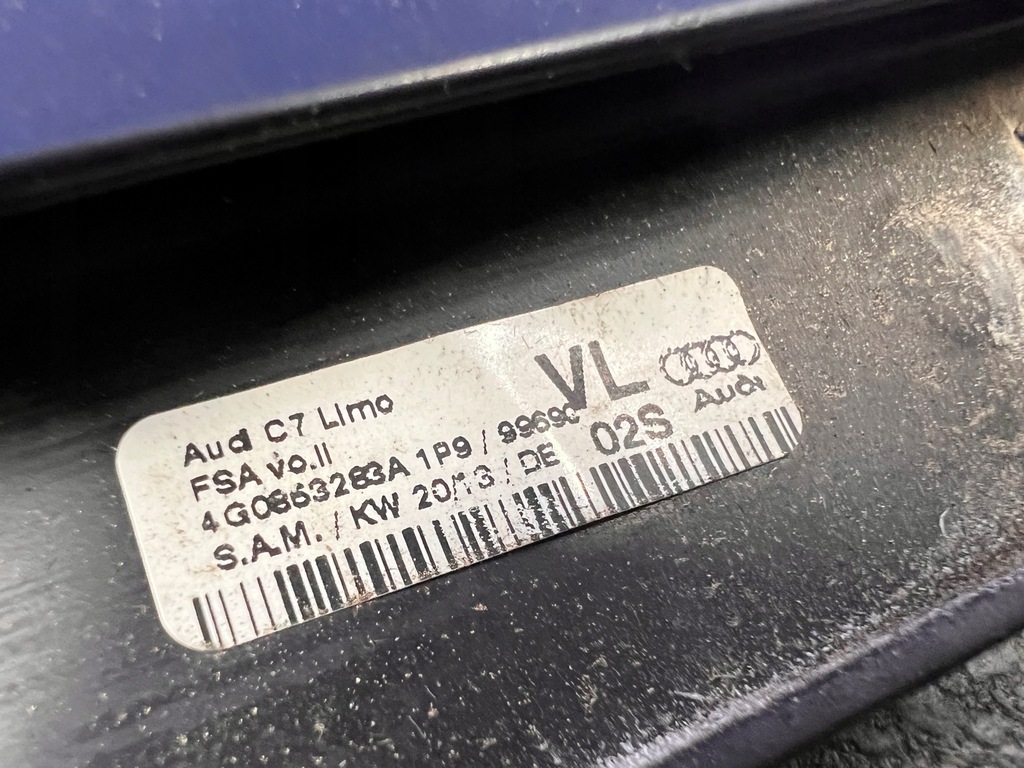 Audi C7 Limo
VL
Audi
FSA vo.li
4G0853283A 1P9 / 99690
02S
S.A.M. / KW 20/13 / DE